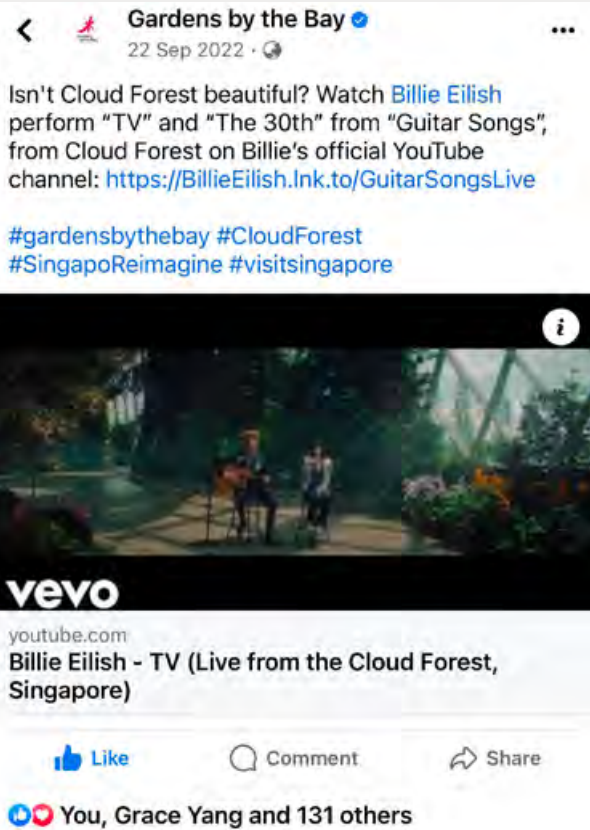 Gardens by the Bay
22 Sep 2022 ·
Isn't Cloud Forest beautiful? Watch Billie Eilish
perform “TV” and “The 30th” from “Guitar Songs”,
from Cloud Forest on Billie’s official YouTube
channel: https://BillieEilish.lnk.to/GuitarSongsLive
#gardensbythebay #CloudForest
#SingapoReimagine #visitsingapore
i
vevo
youtube.com
Billie Eilish - TV (Live from the Cloud Forest,
Singapore)
Like Comment Share
You, Grace Yang and 131 others